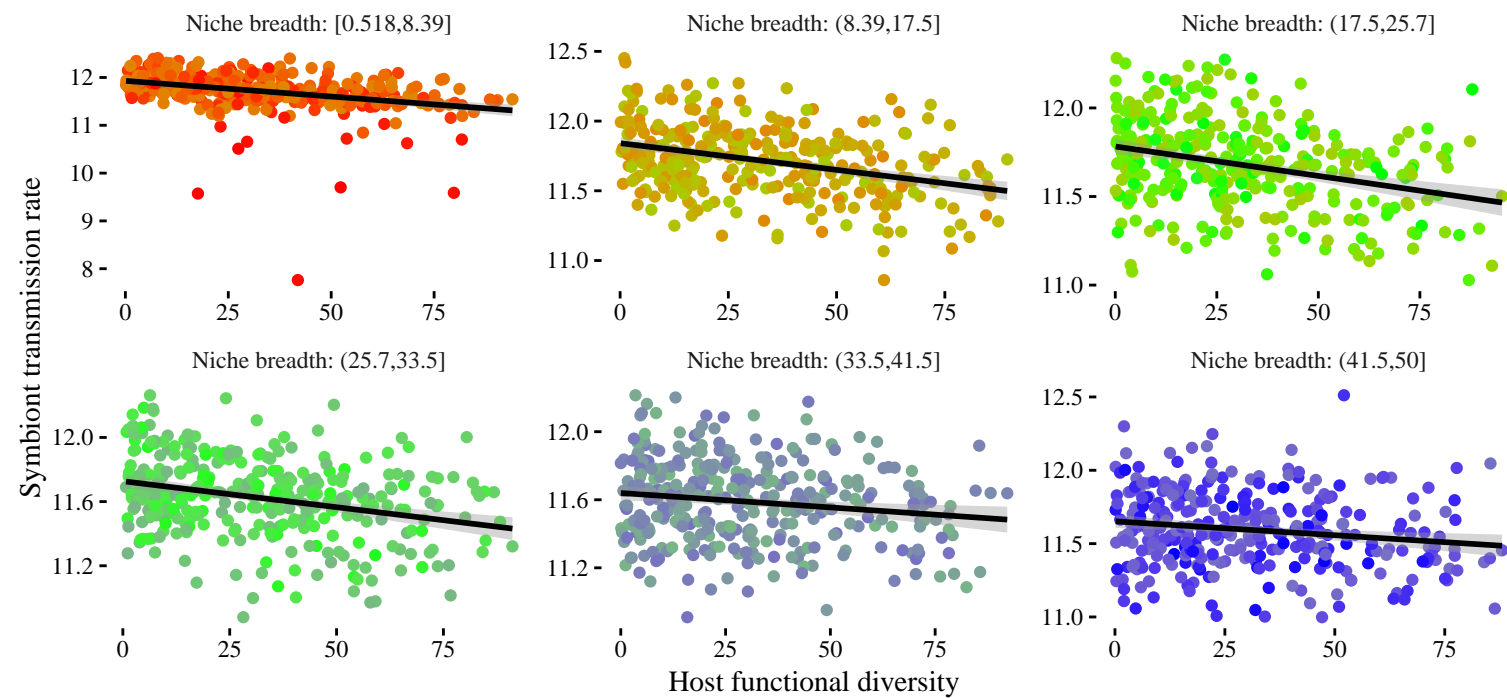 Niche breadth: [0.518,8.39]
Niche breadth: (8.39,17.5]
Niche breadth: (17.5,25.7]
12
11
10
9
8
0 25 50 75
12.5
12.0
11.5
11.0
0 25 50 75
12.0
11.5
11.0
0 25 50 75
Symbiont transmission rate
Niche breadth: (25.7,33.5]
Niche breadth: (33.5,41.5]
Niche breadth: (41.5,50]
12.0
11.6
11.2
0 25 50 75
12.0
11.6
11.2
0 25 50 75
12.5
12.0
11.5
11.0
0 25 50 75
Host functional diversity